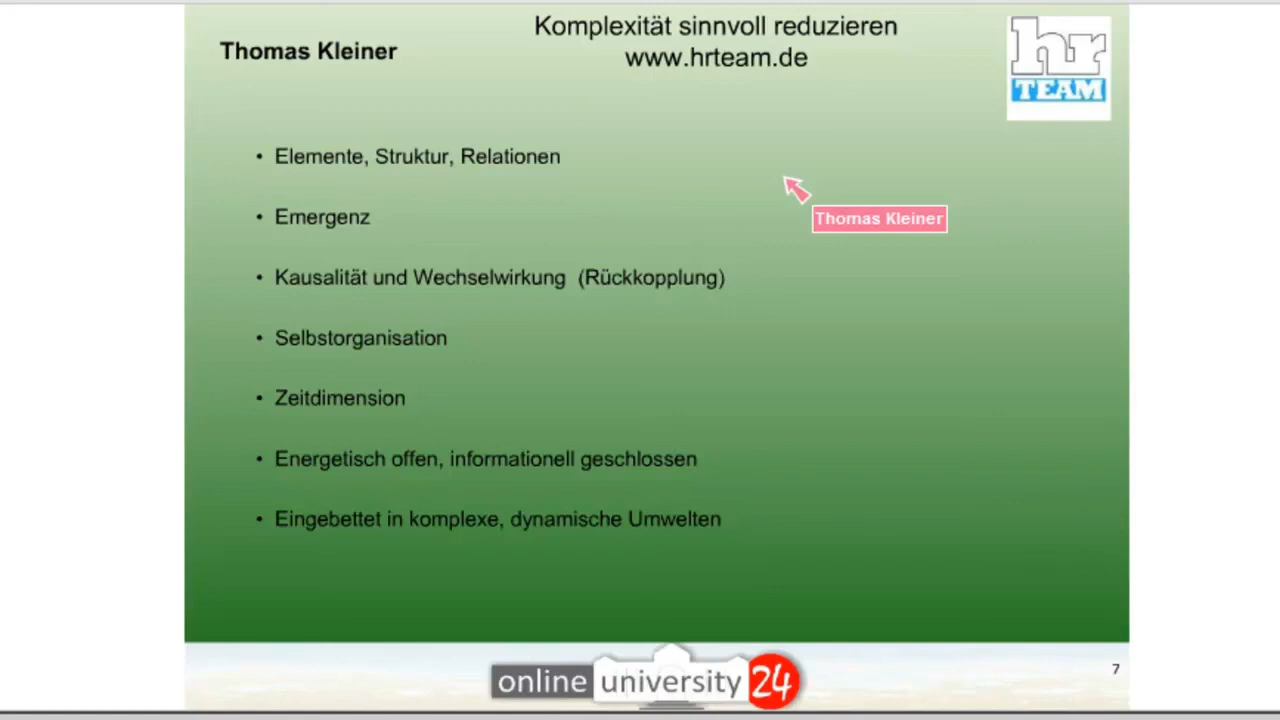 Komplexität sinnvoll reduzieren
Thomas Kleiner
www.hrteam.de
hr
TEAM
• Elemente, Struktur, Relationen
Thomas Kleiner
• Emergenz
• Kausalität und Wechselwirkung (Rückkopplung)
• Selbstorganisation
• Zeitdimension
• Energetisch offen, informationell geschlossen
• Eingebettet in komplexe, dynamische Umwelten
online university 24
7